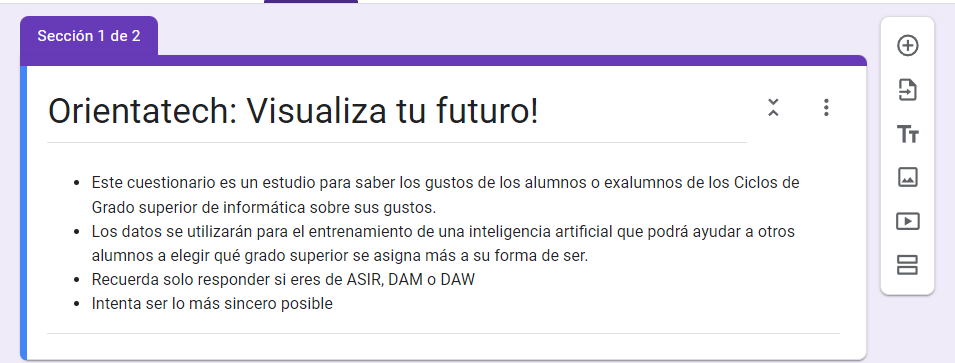 Sección 1 de 2
Orientatech: Visualiza tu futuro!
Este cuestionario es un estudio para saber los gustos de los alumnos o exalumnos de los Ciclos de
Grado superior de informática sobre sus gustos.
Los datos se utilizarán para el entrenamiento de una inteligencia artificial que podrá ayudar a otros
alumnos a elegir qué grado superior se asigna más a su forma de ser.
Recuerda solo responder si eres de ASIR, DAM o DAW
Intenta ser lo más sincero posible